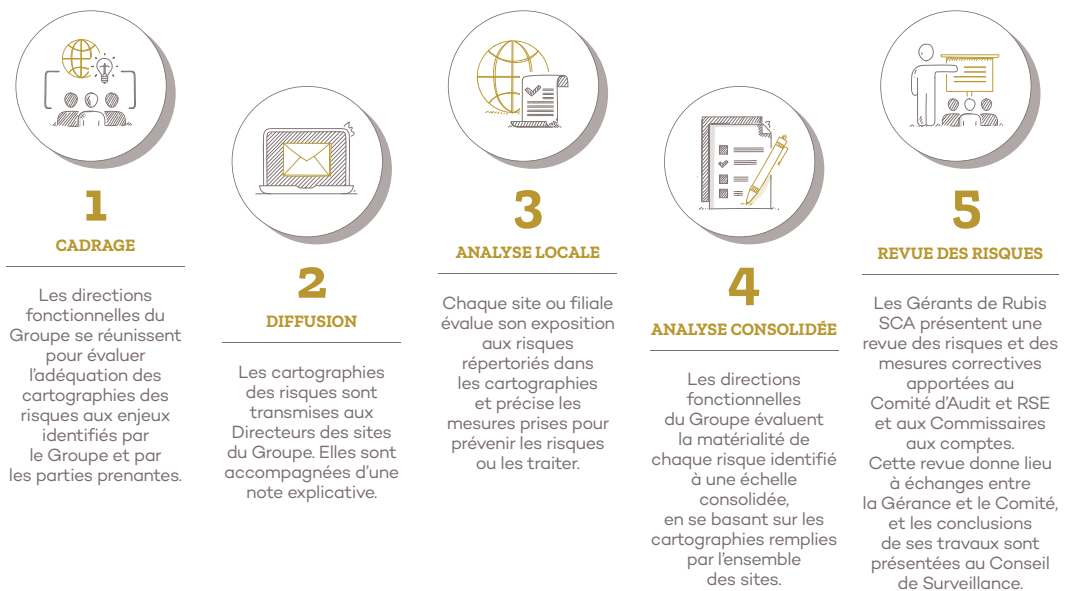 1
CADRAGE
Les directions
fonctionnelles du
Groupe se réunissent
pour évaluer
l’adéquation des
cartographies des
risques aux enjeux
identifiés par
le Groupe et par
les parties prenantes.
2
DIFFUSION
Les cartographies
des risques sont
transmises aux
Directeurs des sites
du Groupe. Elles sont
accompagnées d’une
note explicative.
3
ANALYSE LOCALE
Chaque site ou filiale
évalue son exposition
aux risques
répertoriés dans
les cartographies
et précise les
mesures prises pour
prévenir les risques
ou les traiter.
4
ANALYSE CONSOLIDÉE
Les directions
fonctionnelles
du Groupe évaluent
la matérialité de
chaque risque identifié
à une échelle
consolidée,
en se basant sur les
cartographies remplies
par l’ensemble
des sites.
5
REVUE DES RISQUES
Les Gérants de Rubis
SCA présentent une
revue des risques et des
mesures correctives
apportées au
Comité d’Audit et RSE
et aux Commissaires
aux comptes.
Cette revue donne lieu
à échanges entre
la Gérance et le Comité,
et les conclusions
de ses travaux sont
présentées au Conseil
de Surveillance.